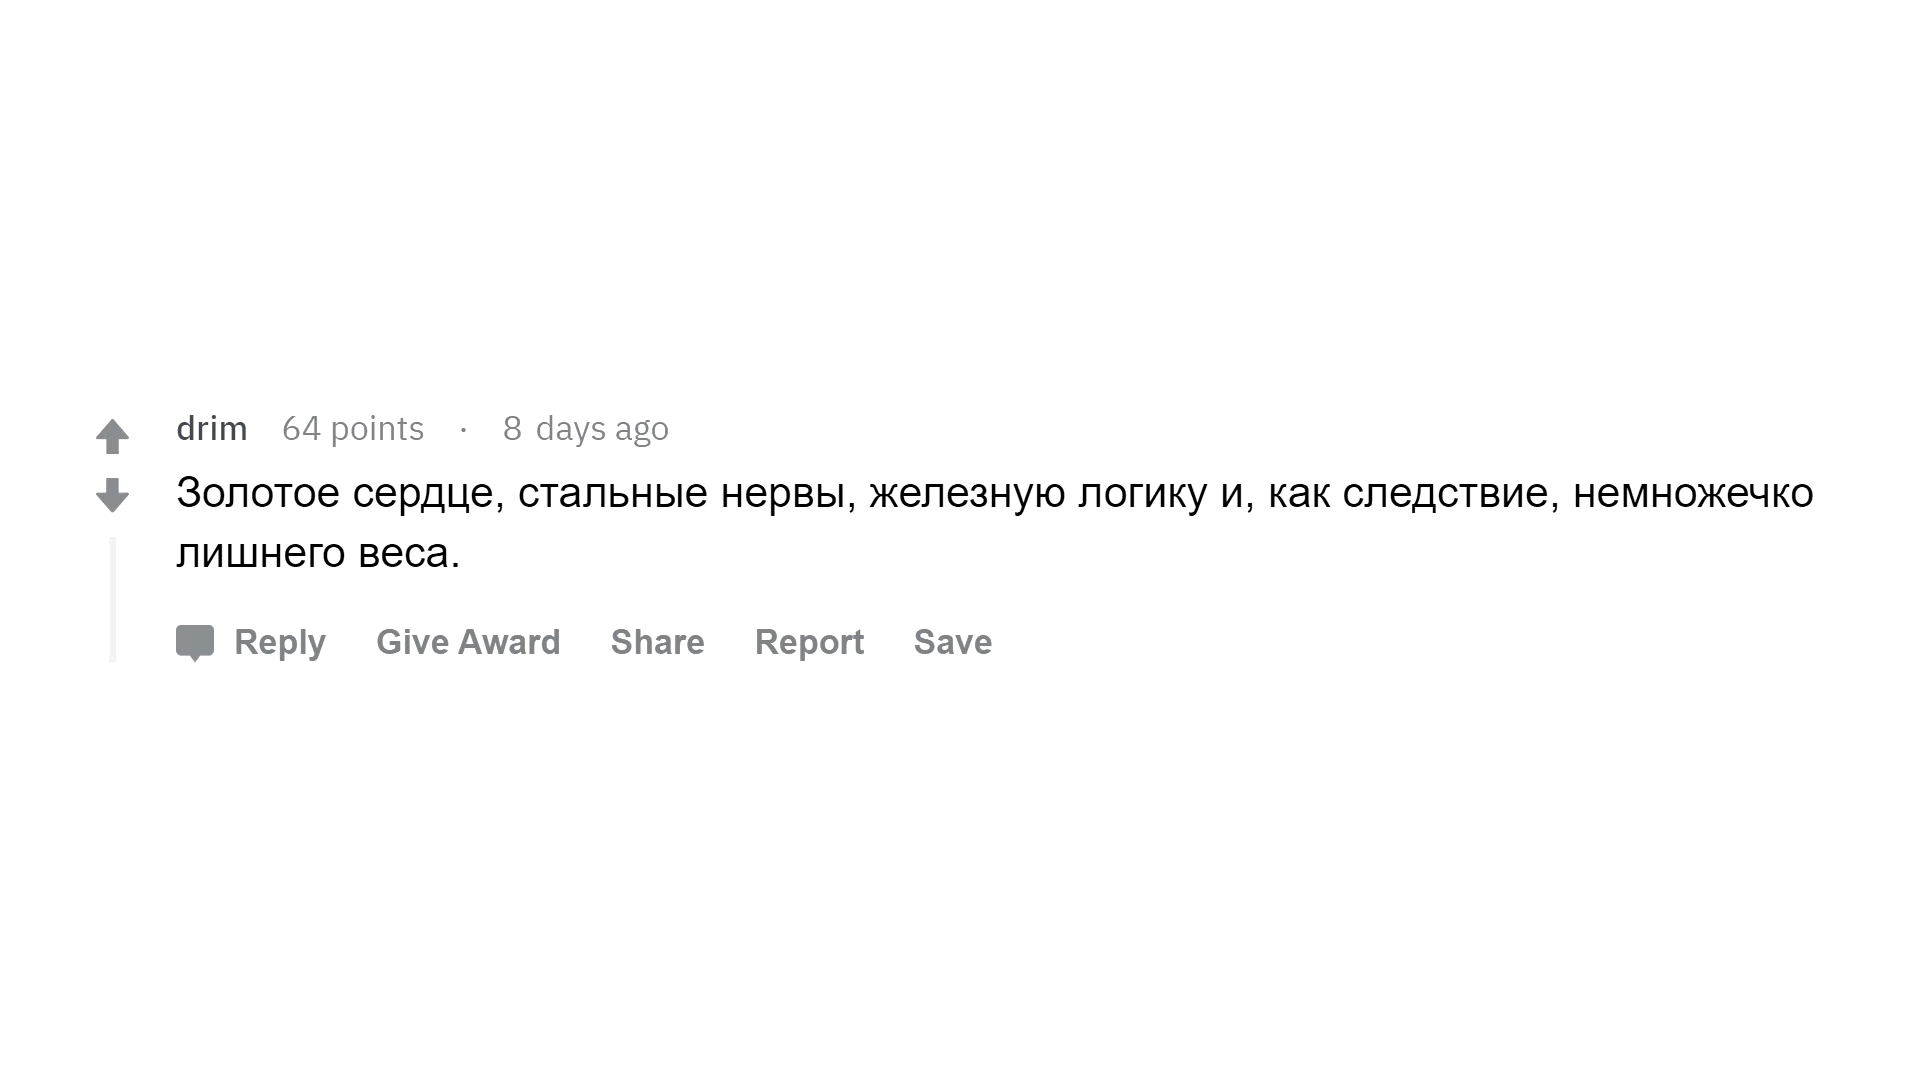 drim 64 points · 8 days ago
Золотое сердце, стальные нервы, железную логику и, как следствие, немножечко
лишнего веса.
Reply Give Award Share Report Save